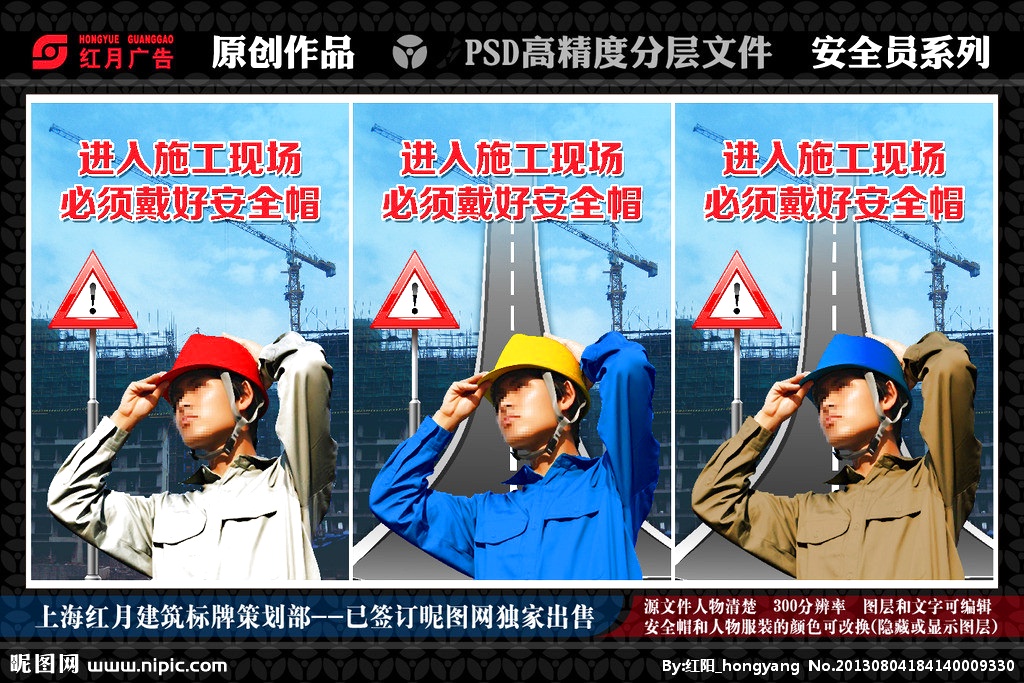 HONGYUE GUANGGAO
红月广告
原创作品
PSD高精度分层文件
安全员系列
进入施工现场
必须戴好安全帽
进入施工现场
必须戴好安全帽
进入施工现场
必须戴好安全帽
上海红月建筑标牌策划部——已签订昵图网独家出售
源文件人物清楚 300分辨率 图层和文字可编辑
安全帽和人物服装的颜色可改换(隐藏或显示图层)
昵图网 www.nipic.com
By:红阳_hongyang No.20130804184140009330